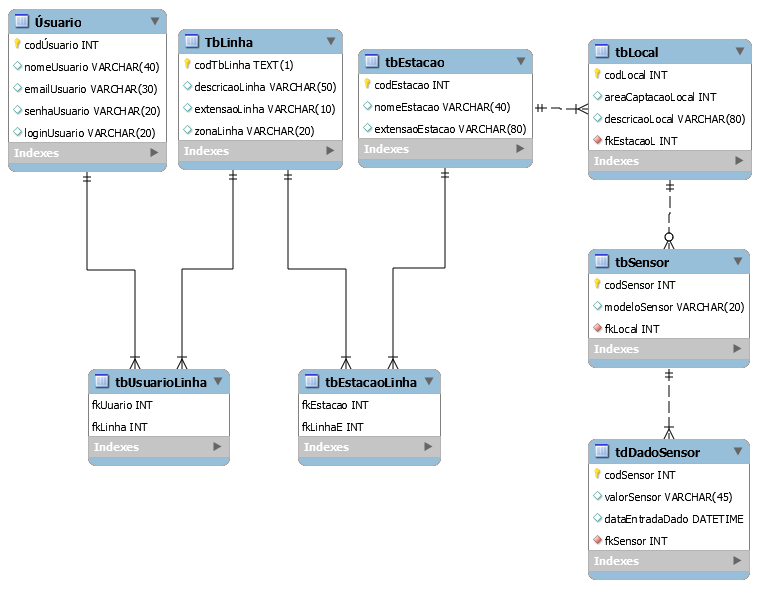 Úsuario
codÚsuario INT
nomeUsuario VARCHAR(40)
emailUsuario VARCHAR(30)
senhaUsuario VARCHAR(20)
loginUsuario VARCHAR(20)
Indexes
TbLinha
codTbLinha TEXT(1)
descricaoLinha VARCHAR(50)
extensaoLinha VARCHAR(10)
zonaLinha VARCHAR(20)
Indexes
tbEstacao
codEstacao INT
nomeEstacao VARCHAR(40)
extensaoEstacao VARCHAR(80)
Indexes
tbLocal
codLocal INT
areaCaptacaoLocal INT
descricaoLocal VARCHAR(80)
fkEstacaoL INT
Indexes
tbSensor
codSensor INT
modeloSensor VARCHAR(20)
fkLocal INT
Indexes
tbUsuarioLinha
fkUuario INT
fkLinha INT
Indexes
tbEstacaoLinha
fkEstacao INT
fkLinhaE INT
Indexes
tdDadoSensor
codSensor INT
valorSensor VARCHAR(45)
dataEntradaDado DATETIME
fkSensor INT
Indexes